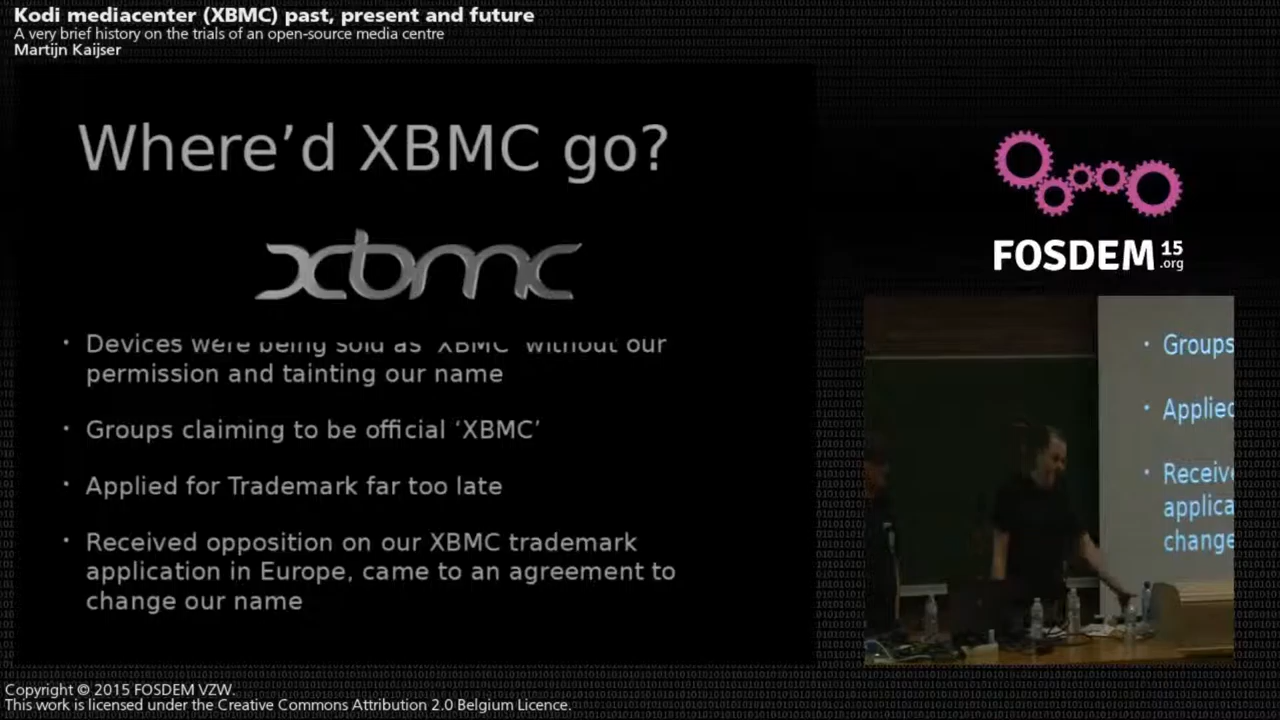 Kodi mediacenter (XBMC) past, present and future
A very brief history on the trials of an open-source media centre
Martijn Kaijser
Where'd XBMC go?
xbmc
• Devices were being sold as 'XBMC' without our
permission and tainting our name
• Groups claiming to be official ‘XBMC’
• Applied for Trademark far too late
• Received opposition on our XBMC trademark
application in Europe, came to an agreement to
change our name
FOSDEM 15
.org
• Groups
• Applied
• Receiv
applica
change
Copyright © 2015 FOSDEM VZW.
This work is licensed under the Creative Commons Attribution 2.0 Belgium Licence.